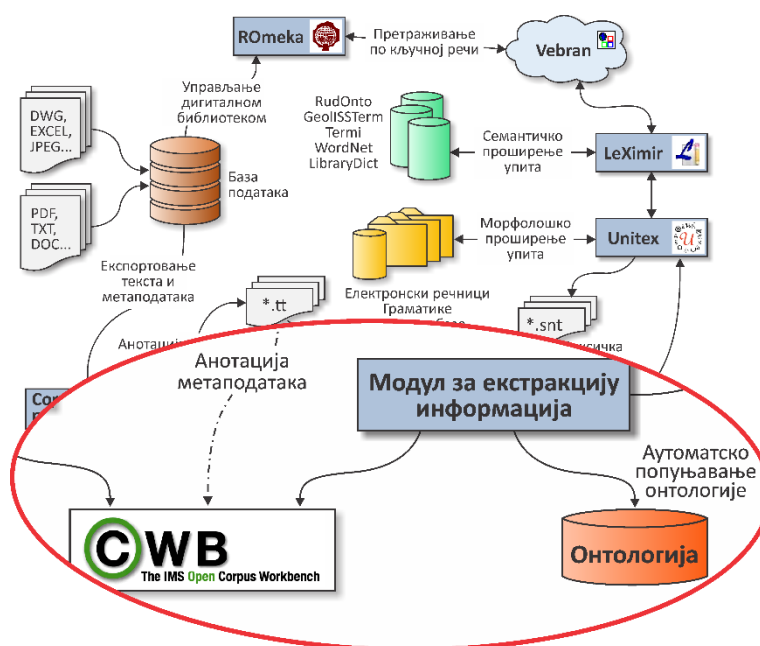 ROmeka
Претраживање
по кључној речи
Vebran
Управљање
дигиталном
библиотеком
DWG,
EXCEL,
JPEG...
RudOnto
GeolISSTerm
Termi
WordNet
LibraryDict
Семантичко
проширење
упита
LeXimir
База
података
PDF,
TXT,
DOC...
Морфолошко
проширење
упита
Unitex
Експортовање
текста и
метаподатака
*.tt
Електронски речници
Граматике
*.snt
Анотација
метаподатака
Модул за екстракцију
информација
Аутоматско
попуњавање
онтологије
CWB
The IMS Open Corpus Workbench
Онтологија